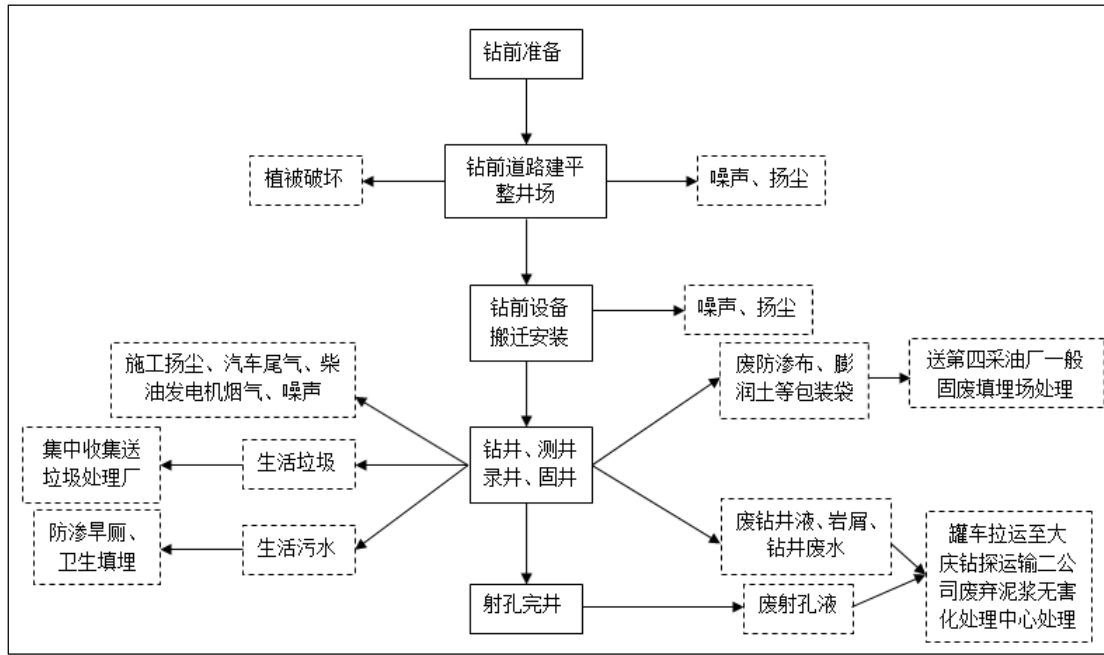 钻前准备
植被破坏
钻前道路建平
整井场
噪声、扬尘
钻前设备
搬迁安装
噪声、扬尘
施工扬尘、汽车尾气、柴
油发电机烟气、噪声
废防渗布、膨
润土等包装袋
送第四采油厂一般
固废填埋场处理
集中收集送
垃圾处理厂
生活垃圾
钻井、测井
录井、固井
防渗旱厕、
卫生填埋
生活污水
废钻井液、岩屑、
钻井废水
罐车拉运至大
庆钻探运输二公
司废弃泥浆无害
化处理中心处理
射孔完井
废射孔液